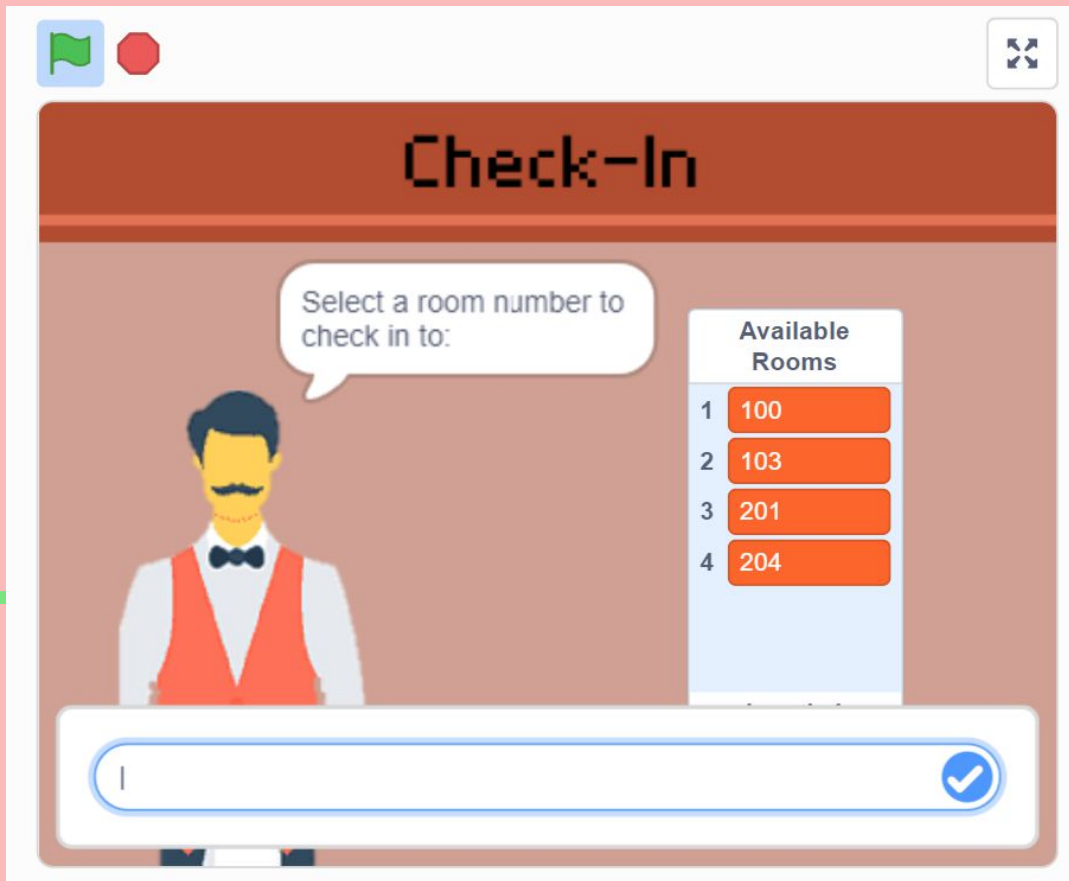 Check-In
Select a room number to
check in to:
Available
Rooms
1 100
2 103
3 201
4 204